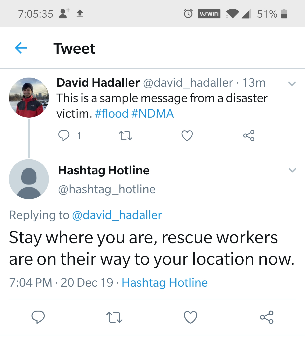 7:05:35 51%
Tweet
David Hadaller @david_hadaller · 13m
This is a sample message from a disaster
victim. #flood #NDMA
1
Hashtag Hotline
@hashtag_hotline
Replying to @david_hadaller
Stay where you are, rescue workers
are on their way to your location now.
7:04 PM · 20 Dec 19 · Hashtag Hotline